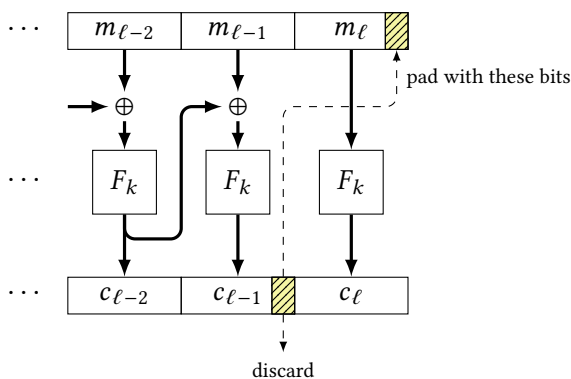 ··· m_{ℓ−2} m_{ℓ−1} m_ℓ
pad with these bits
⊕ ⊕
··· F_k F_k F_k
··· c_{ℓ−2} c_{ℓ−1} c_ℓ
discard